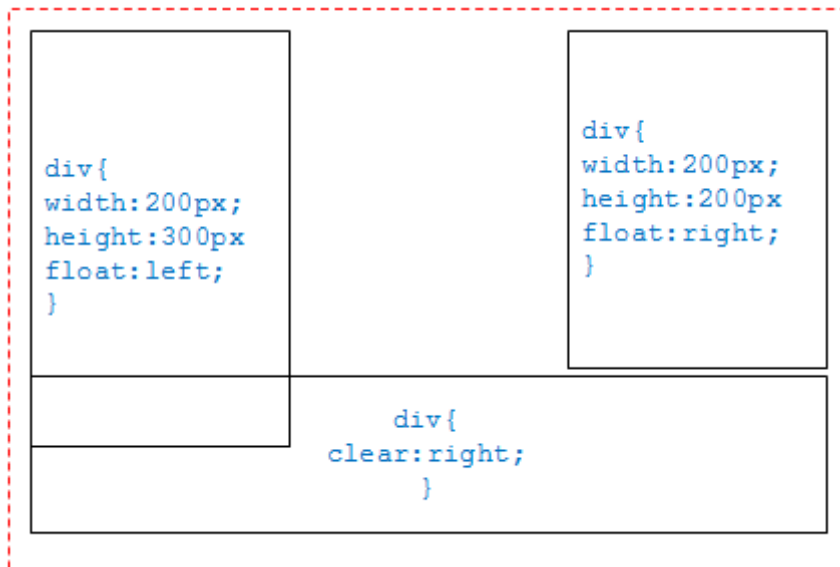 div{
width:200px;
height:300px
float:left;
}
div{
width:200px;
height:200px
float:right;
}
div{
clear:right;
}